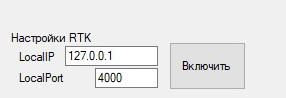 Настройки RTK
LocalIP 127.0.0.1
LocalPort 4000
Включить